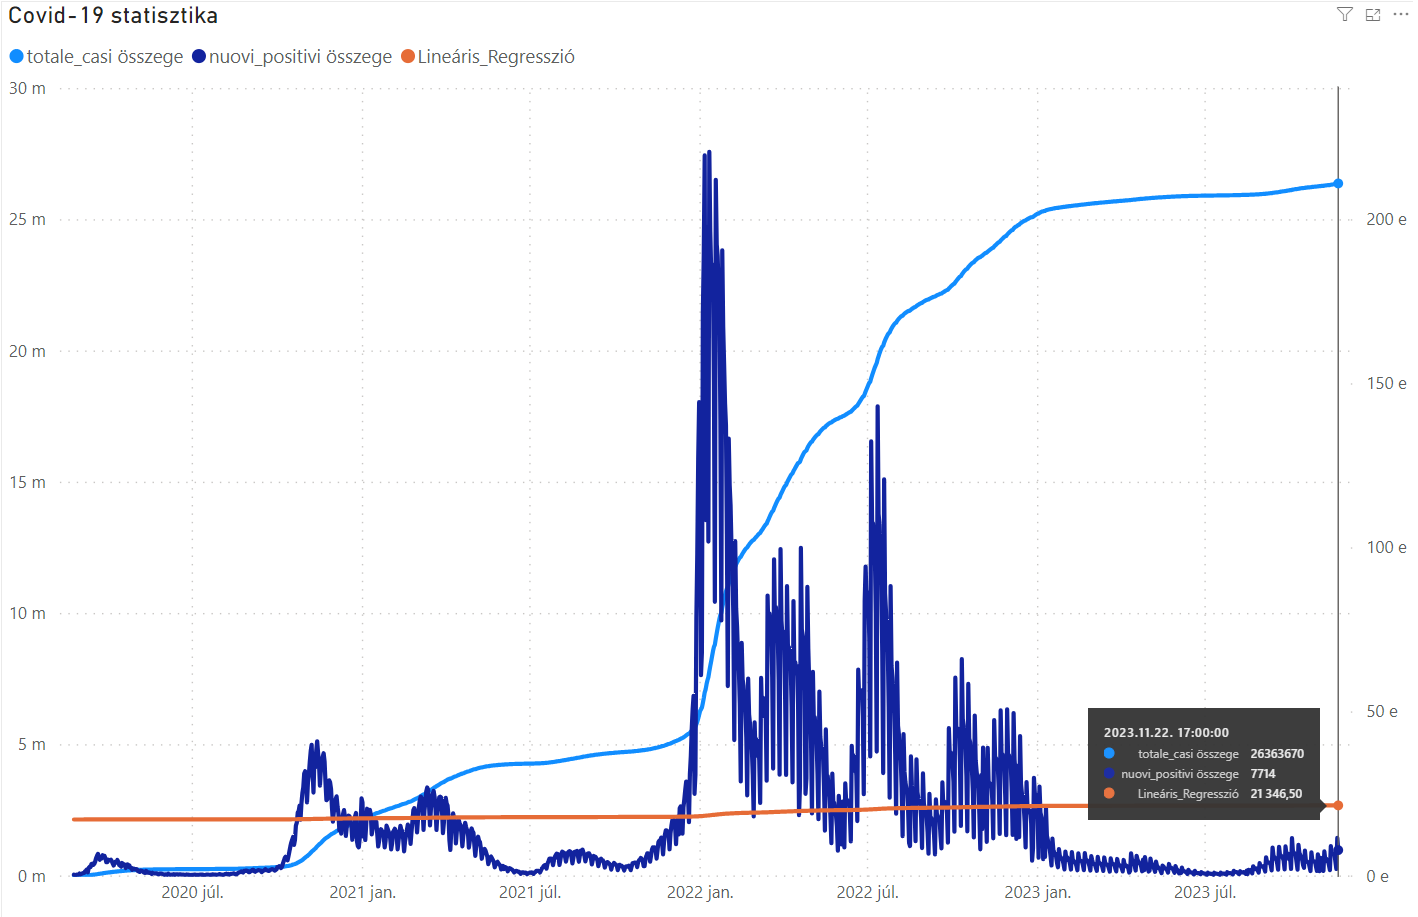 Covid-19 statisztika
totale_casi összege nuovi_positivi összege Lineáris_Regresszió
30 m
25 m
20 m
15 m
10 m
5 m
0 m
200 e
150 e
100 e
50 e
0 e
2023.11.22. 17:00:00
totale_casi összege 26363670
nuovi_positivi összege 7714
Lineáris_Regresszió 21 346,50
2020 júl. 2021 jan. 2021 júl. 2022 jan. 2022 júl. 2023 jan. 2023 júl.